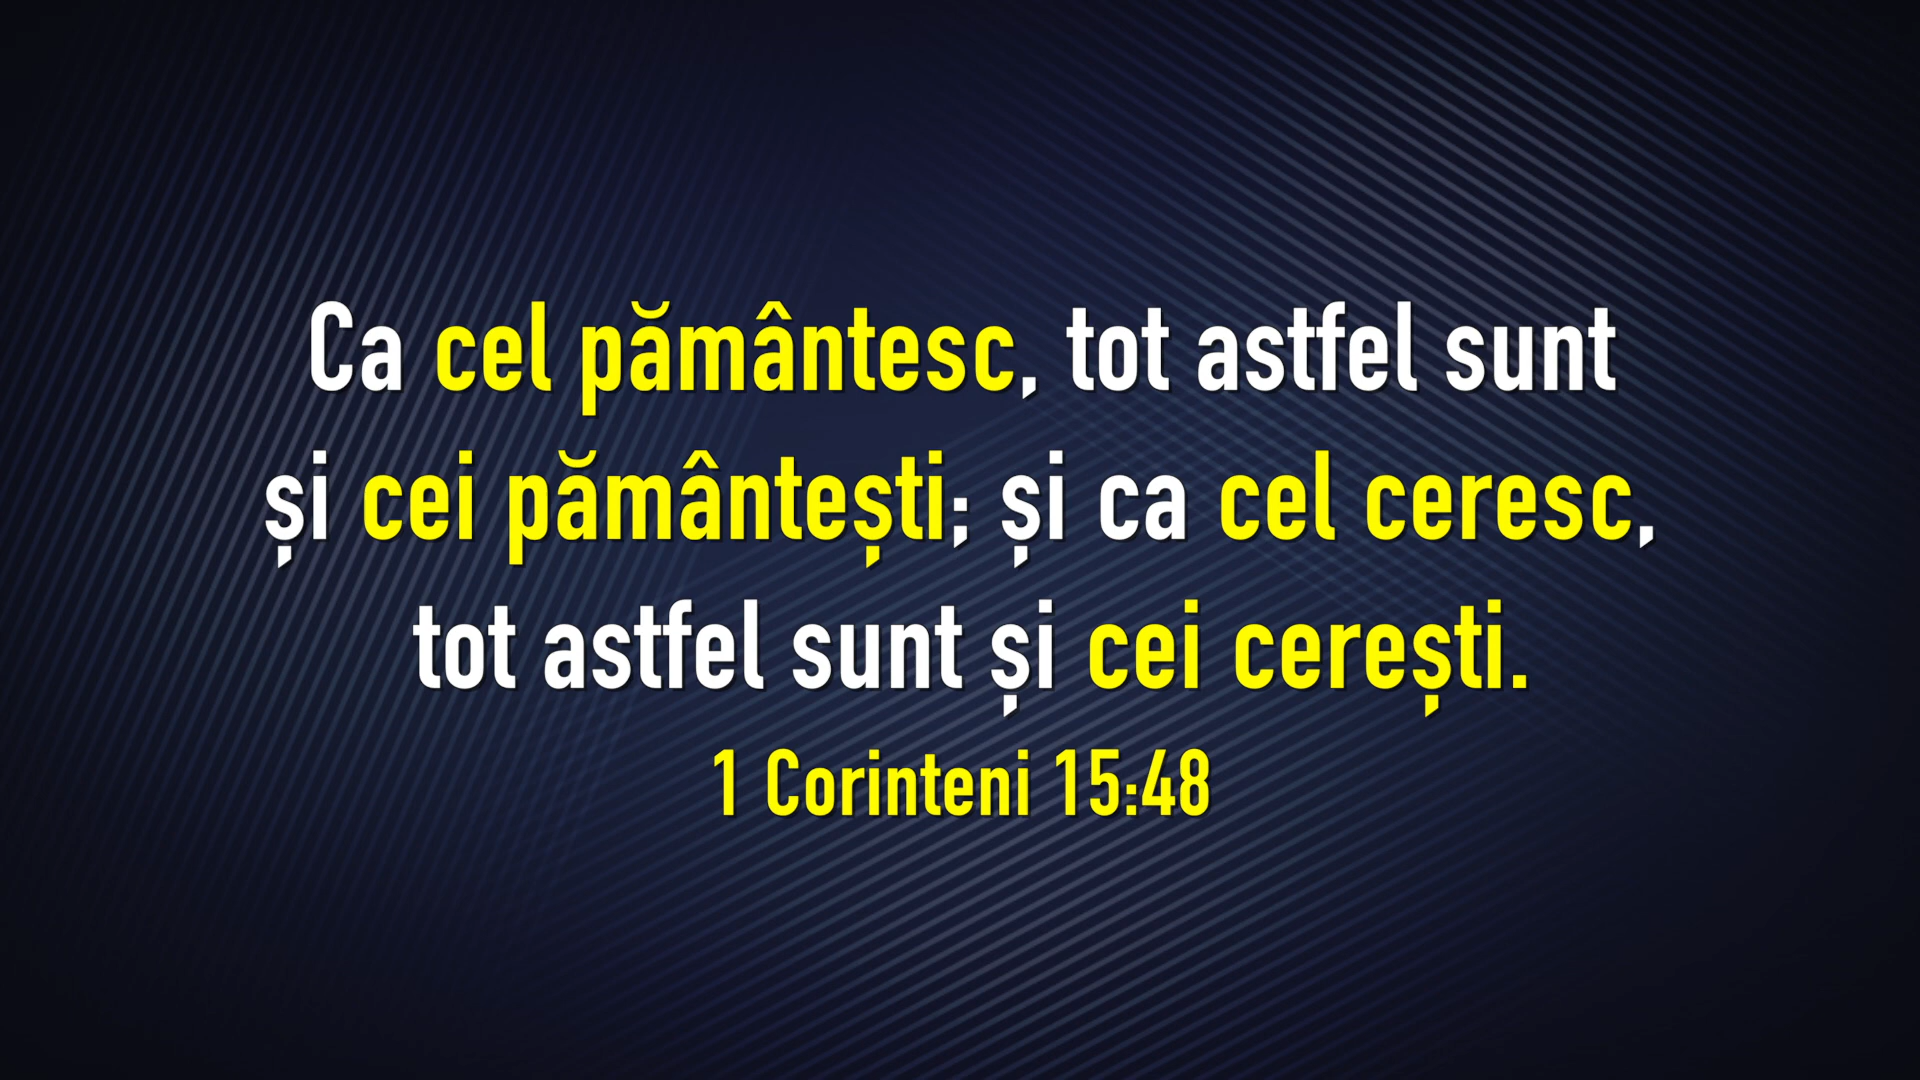 Ca cel pământesc, tot astfel sunt
și cei pământești; și ca cel ceresc,
tot astfel sunt și cei cerești.
1 Corinteni 15:48